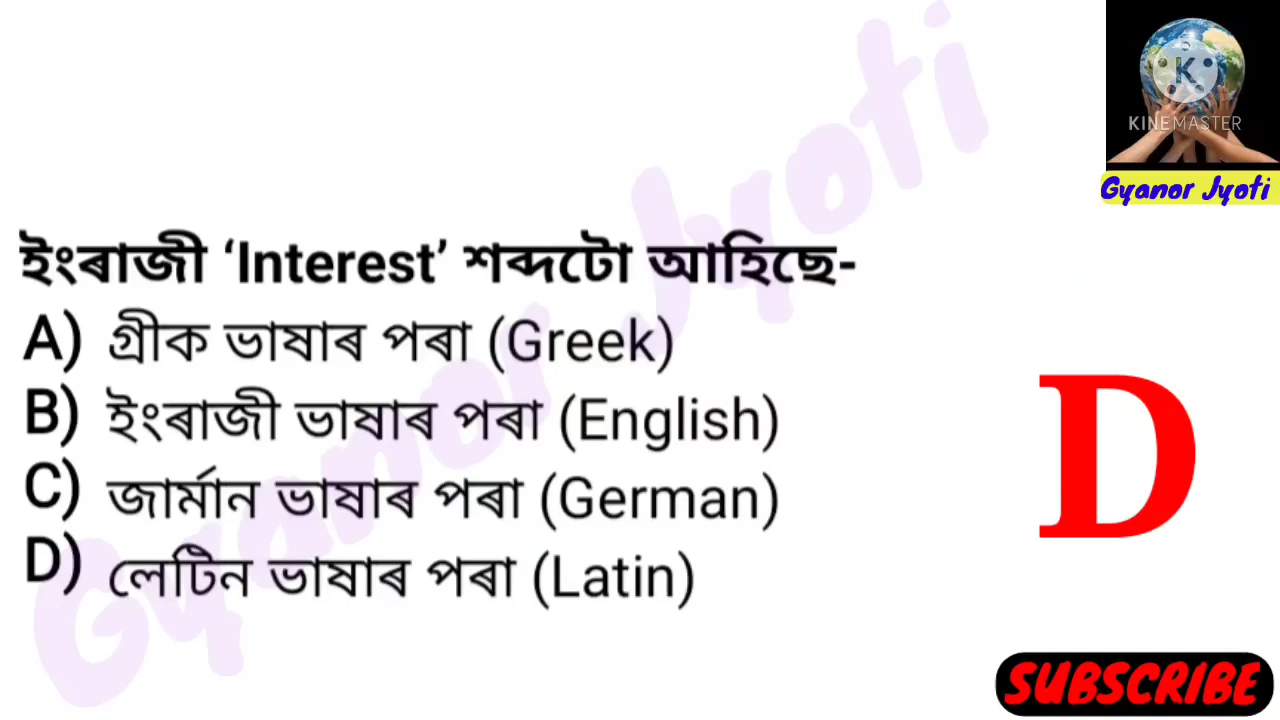 KINEMASTER
Gyanor Jyoti
Gyanor Jyoti
ইংৰাজী ‘Interest’ শব্দটো আহিছে-
A) গ্ৰীক ভাষাৰ পৰা (Greek)
B) ইংৰাজী ভাষাৰ পৰা (English)
C) জাৰ্মান ভাষাৰ পৰা (German)
D) লেটিন ভাষাৰ পৰা (Latin)
D
SUBSCRIBE